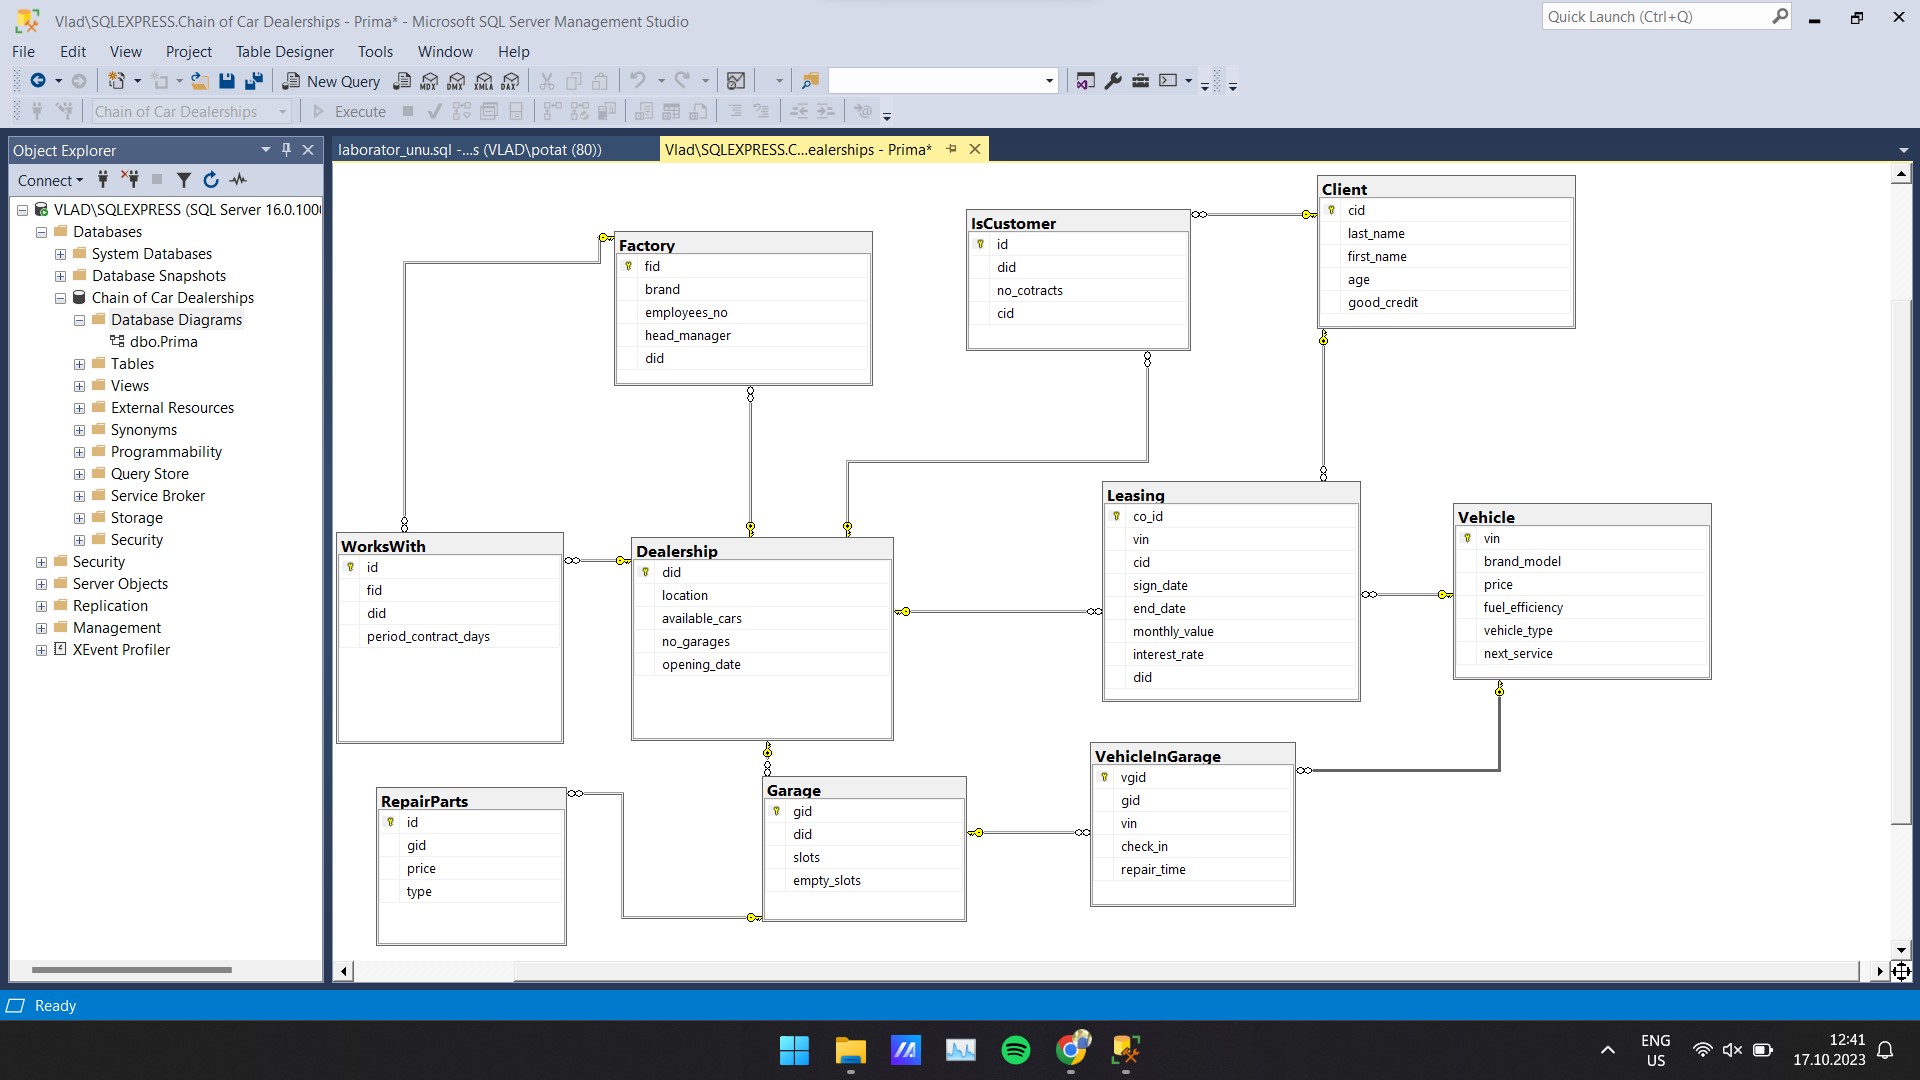 Vlad\SQLEXPRESS.Chain of Car Dealerships - Prima* - Microsoft SQL Server Management Studio
Quick Launch (Ctrl+Q)
File Edit View Project Table Designer Tools Window Help
New Query MDX DMX XMLA DAX
Chain of Car Dealerships Execute
Object Explorer
Connect
VLAD\SQLEXPRESS (SQL Server 16.0.100
Databases
System Databases
Database Snapshots
Chain of Car Dealerships
Database Diagrams
dbo.Prima
Tables
Views
External Resources
Synonyms
Programmability
Query Store
Service Broker
Storage
Security
Security
Server Objects
Replication
Management
XEvent Profiler
laborator_unu.sql -...s (VLAD\potat (80))
Vlad\SQLEXPRESS.C...ealerships - Prima*
Factory
fid
brand
employees_no
head_manager
did
IsCustomer
id
did
no_cotracts
cid
Client
cid
last_name
first_name
age
good_credit
WorksWith
id
fid
did
period_contract_days
Dealership
did
location
available_cars
no_garages
opening_date
Leasing
co_id
vin
cid
sign_date
end_date
monthly_value
interest_rate
did
Vehicle
vin
brand_model
price
fuel_efficiency
vehicle_type
next_service
RepairParts
id
gid
price
type
Garage
gid
did
slots
empty_slots
VehicleInGarage
vgid
gid
vin
check_in
repair_time
Ready
ENG
US
12:41
17.10.2023